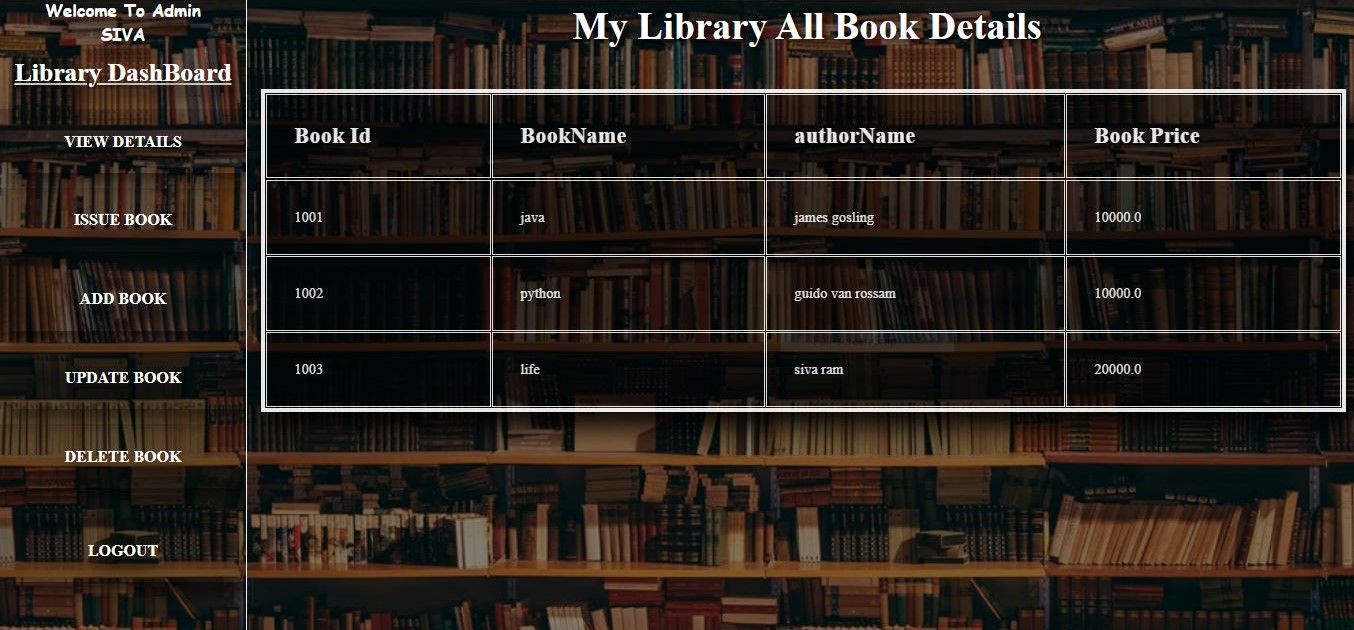 Welcome To Admin
SIVA
Library DashBoard
VIEW DETAILS
ISSUE BOOK
ADD BOOK
UPDATE BOOK
DELETE BOOK
LOGOUT
My Library All Book Details
Book Id BookName authorName Book Price
1001 java james gosling 10000.0
1002 python guido van rossam 10000.0
1003 life siva ram 20000.0